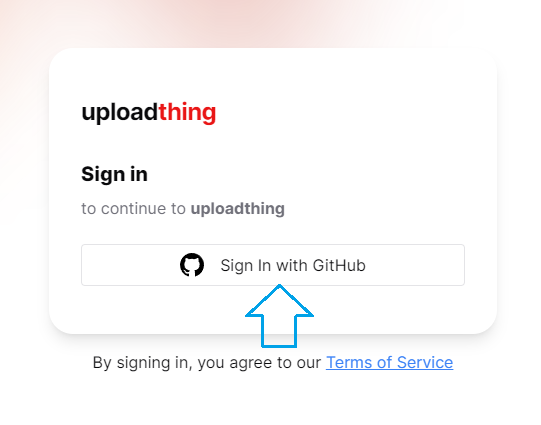 uploadthing
Sign in
to continue to uploadthing
Sign In with GitHub
By signing in, you agree to our Terms of Service